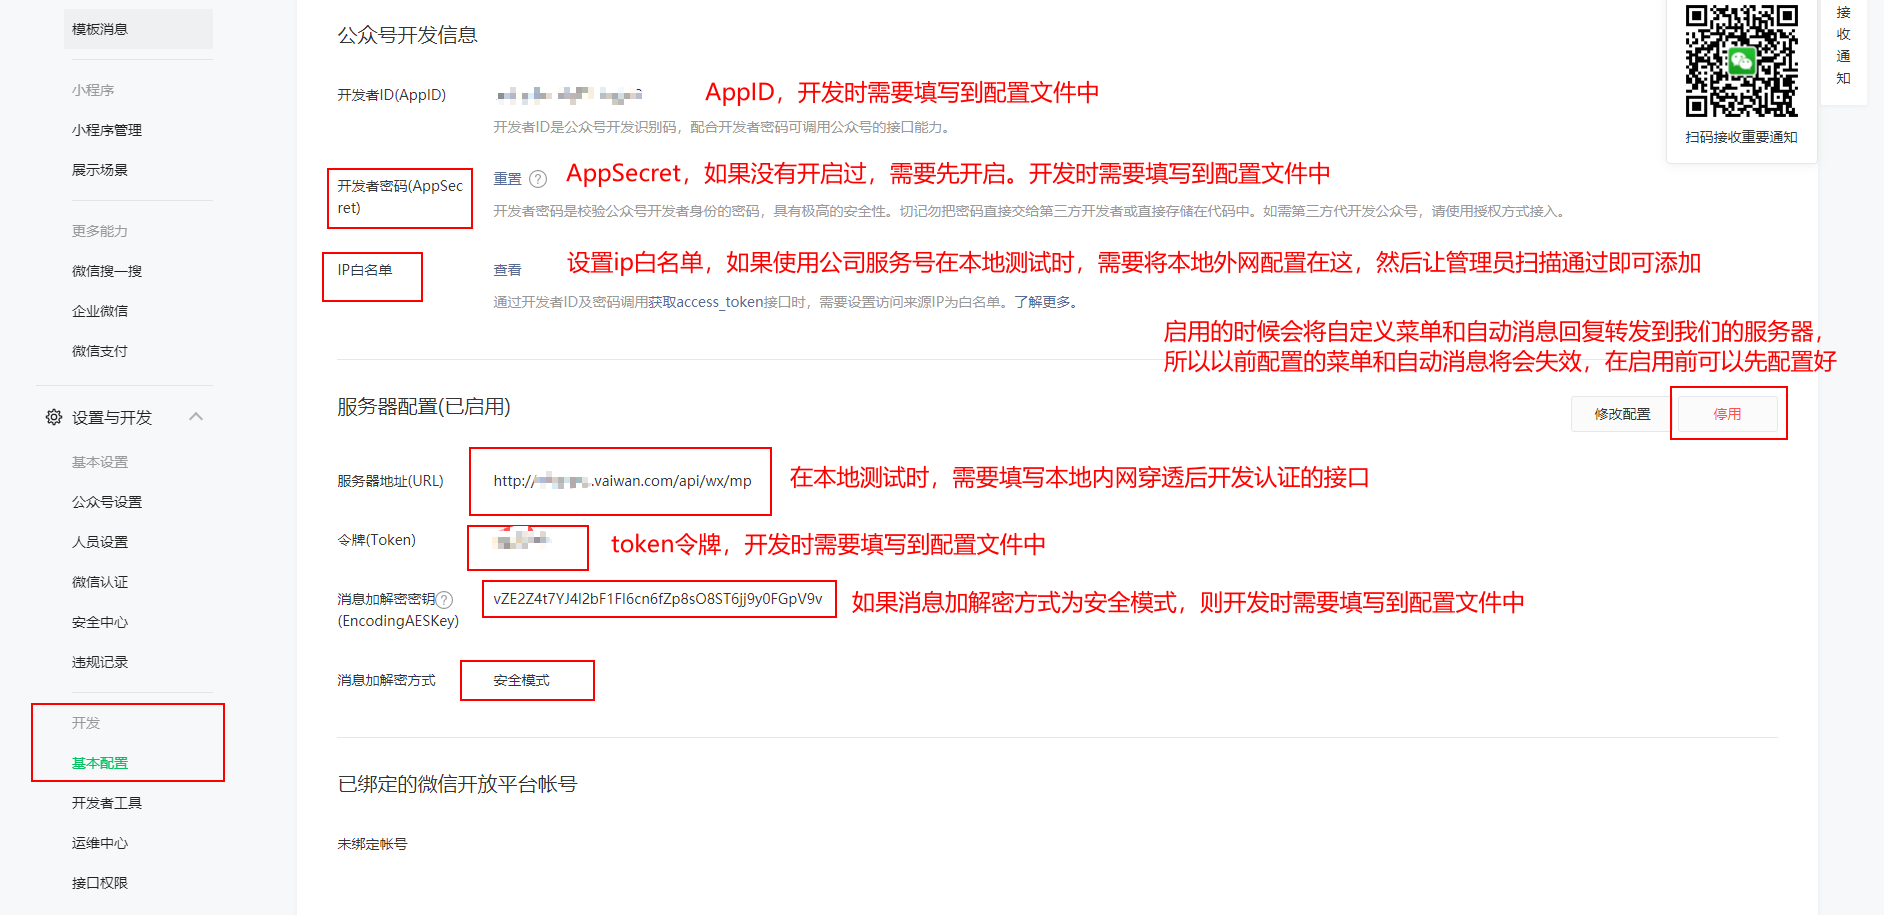 模板消息
小程序
小程序管理
展示场景
更多能力
微信搜一搜
企业微信
微信支付
设置与开发
基本设置
公众号设置
人员设置
微信认证
安全中心
违规记录
开发
基本配置
开发者工具
运维中心
接口权限
公众号开发信息
开发者ID(AppID)
AppID，开发时需要填写到配置文件中
开发者ID是公众号开发识别码，配合开发者密码可调用公众号的接口能力。
开发者密码(AppSec
ret)
重置 ?
AppSecret，如果没有开启过，需要先开启。开发时需要填写到配置文件中
开发者密码是校验公众号开发者身份的密码，具有极高的安全性。切记勿把密码直接交给第三方开发者或直接存储在代码中。如需第三方代开发公众号，请使用授权方式接入。
IP白名单
查看
设置ip白名单，如果使用公司服务号在本地测试时，需要将本地外网配置在这，然后让管理员扫描通过即可添加
通过开发者ID及密码调用获取access_token接口时，需要设置访问来源IP为白名单。了解更多。
启用的时候会将自定义菜单和自动消息回复转发到我们的服务器，
所以以前配置的菜单和自动消息将会失效，在启用前可以先配置好
服务器配置(已启用)
修改配置
停用
服务器地址(URL)
http://
.vaiwan.com/api/wx/mp
在本地测试时，需要填写本地内网穿透后开发认证的接口
令牌(Token)
token令牌，开发时需要填写到配置文件中
消息加解密密钥 ?
(EncodingAESKey)
vZE2Z4t7YJ4l2bF1Fl6cn6fZp8sO8ST6jj9y0FGpV9v
如果消息加解密方式为安全模式，则开发时需要填写到配置文件中
消息加解密方式
安全模式
已绑定的微信开放平台帐号
未绑定帐号
扫码接收重要通知
接
收
通
知